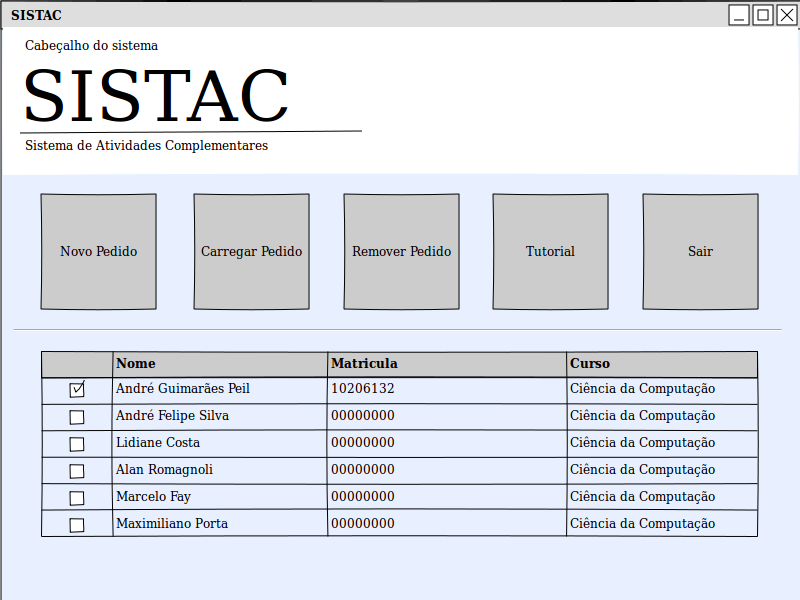 SISTAC
Cabeçalho do sistema
SISTAC
Sistema de Atividades Complementares
Novo Pedido Carregar Pedido Remover Pedido Tutorial Sair
Nome Matricula Curso
André Guimarães Peil 10206132 Ciência da Computação
André Felipe Silva 00000000 Ciência da Computação
Lidiane Costa 00000000 Ciência da Computação
Alan Romagnoli 00000000 Ciência da Computação
Marcelo Fay 00000000 Ciência da Computação
Maximiliano Porta 00000000 Ciência da Computação